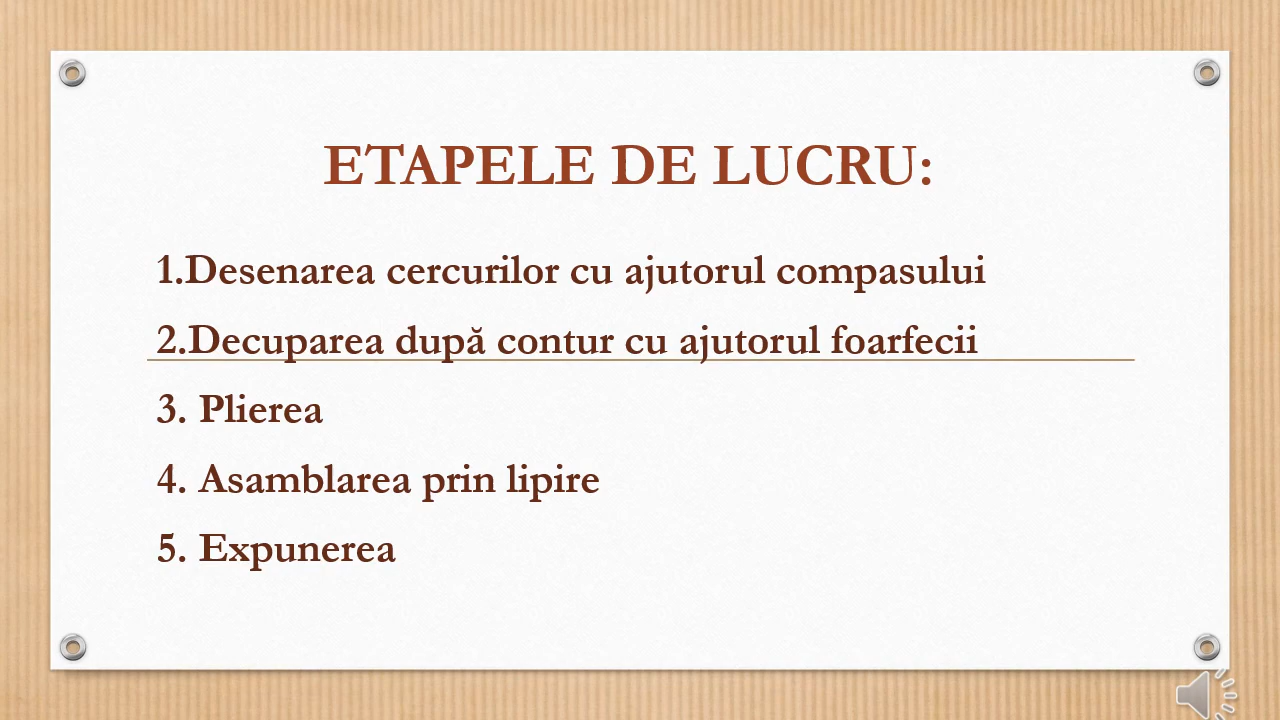 ETAPELE DE LUCRU:
1.Desenarea cercurilor cu ajutorul compasului
2.Decuparea după contur cu ajutorul foarfecii
3. Plierea
4. Asamblarea prin lipire
5. Expunerea